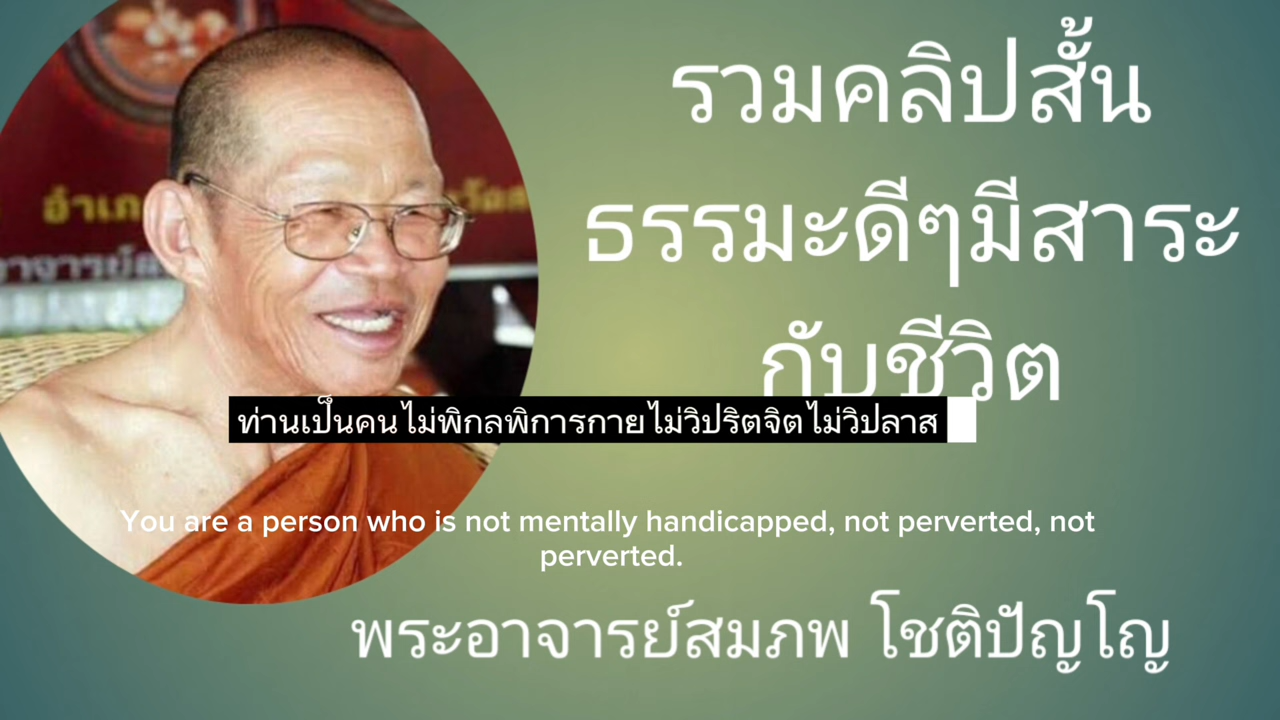 รวมคลิปสั้น
ธรรมะดีๆมีสาระ
กับชีวิต
อำเภ
ท่านเป็นคนไม่พิกลพิการกายไม่วิปริตจิตไม่วิปลาส
You are a person who is not mentally handicapped, not perverted, not
perverted.
พระอาจารย์สมภพ โชติปัญโญ